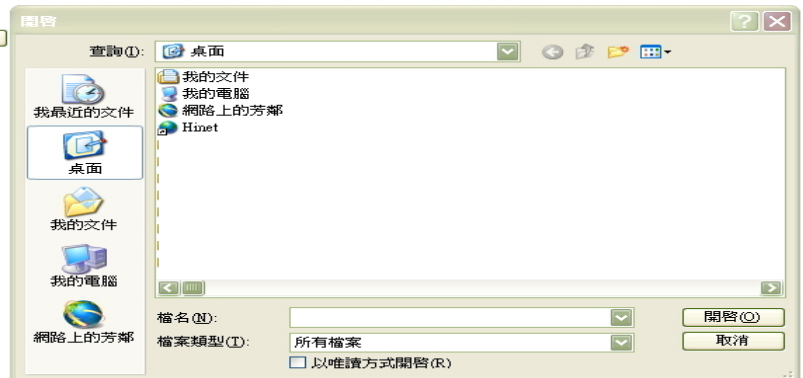 開啓
查詢(I):
桌面
我最近的文件
桌面
我的文件
我的電腦
網路上的芳鄰
我的文件
我的電腦
網路上的芳鄰
Hinet
檔名(N):
開啓(O)
檔案類型(T):
所有檔案
取消
以唯讀方式開啓(R)